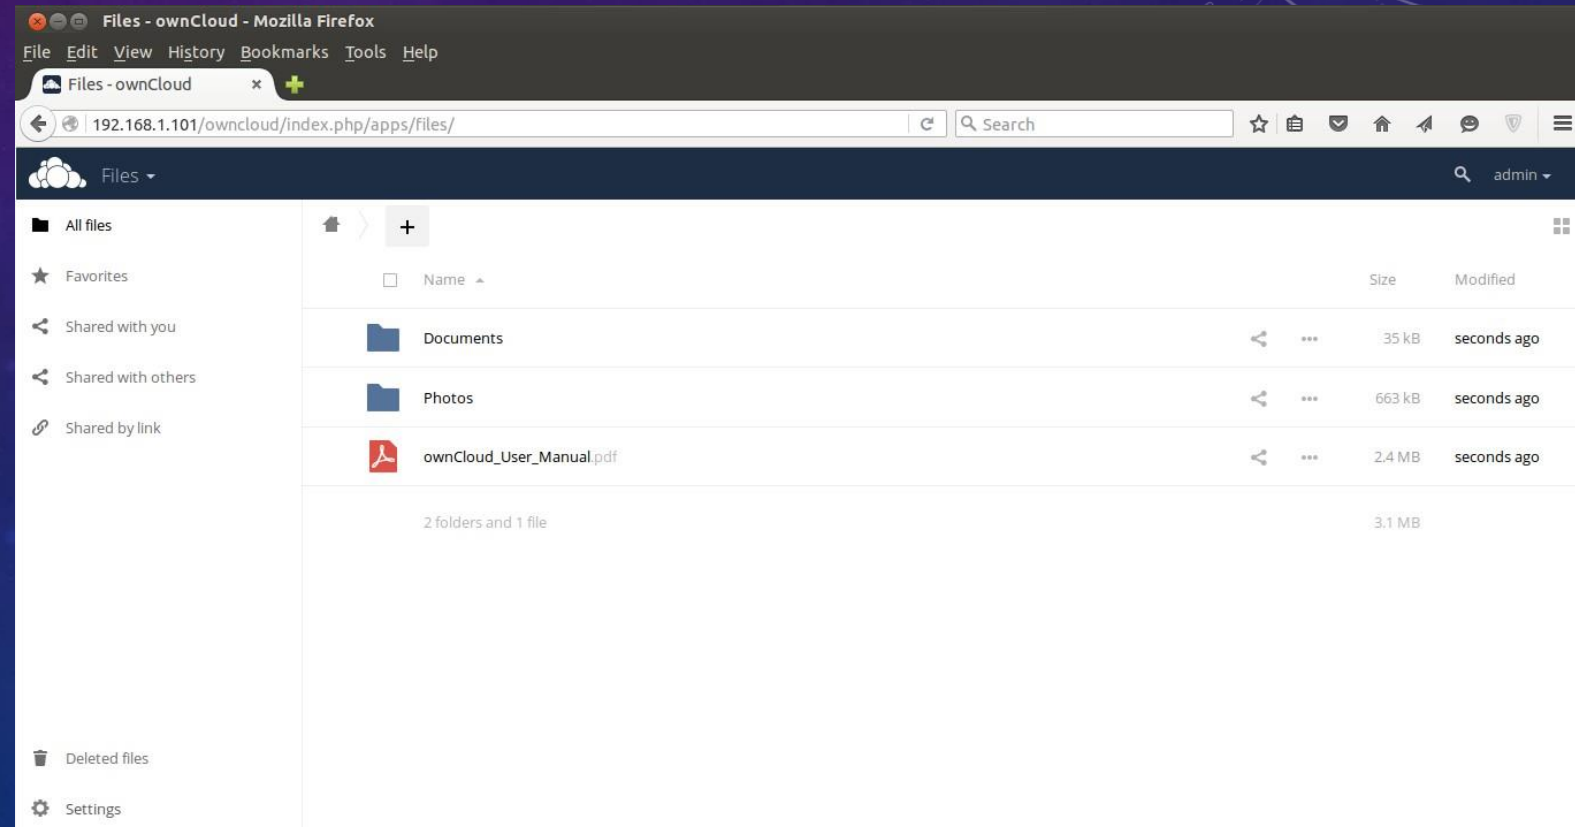 Files - ownCloud - Mozilla Firefox
File Edit View History Bookmarks Tools Help
Files - ownCloud
192.168.1.101/owncloud/index.php/apps/files/ Search
Files admin
All files
Favorites
Shared with you
Shared with others
Shared by link
Deleted files
Settings
Name Size Modified
Documents 35 kB seconds ago
Photos 663 kB seconds ago
ownCloud_User_Manual.pdf 2.4 MB seconds ago
2 folders and 1 file 3.1 MB